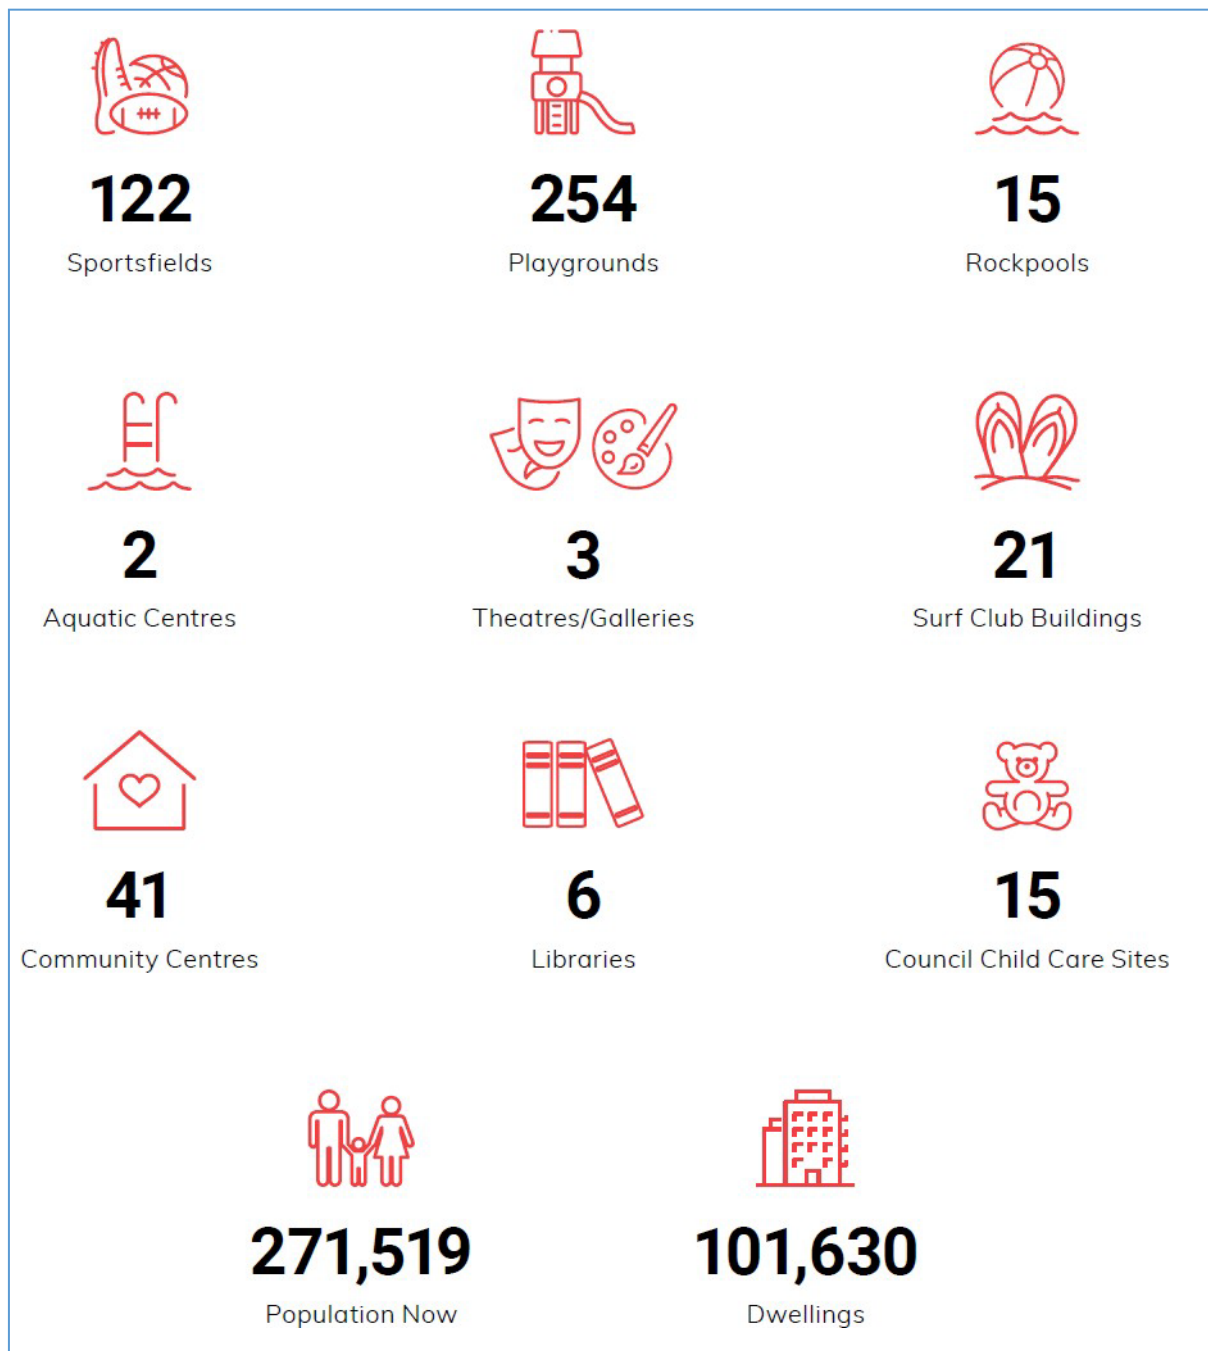 122
Sportsfields
254
Playgrounds
15
Rockpools
2
Aquatic Centres
3
Theatres/Galleries
21
Surf Club Buildings
41
Community Centres
6
Libraries
15
Council Child Care Sites
271,519
Population Now
101,630
Dwellings